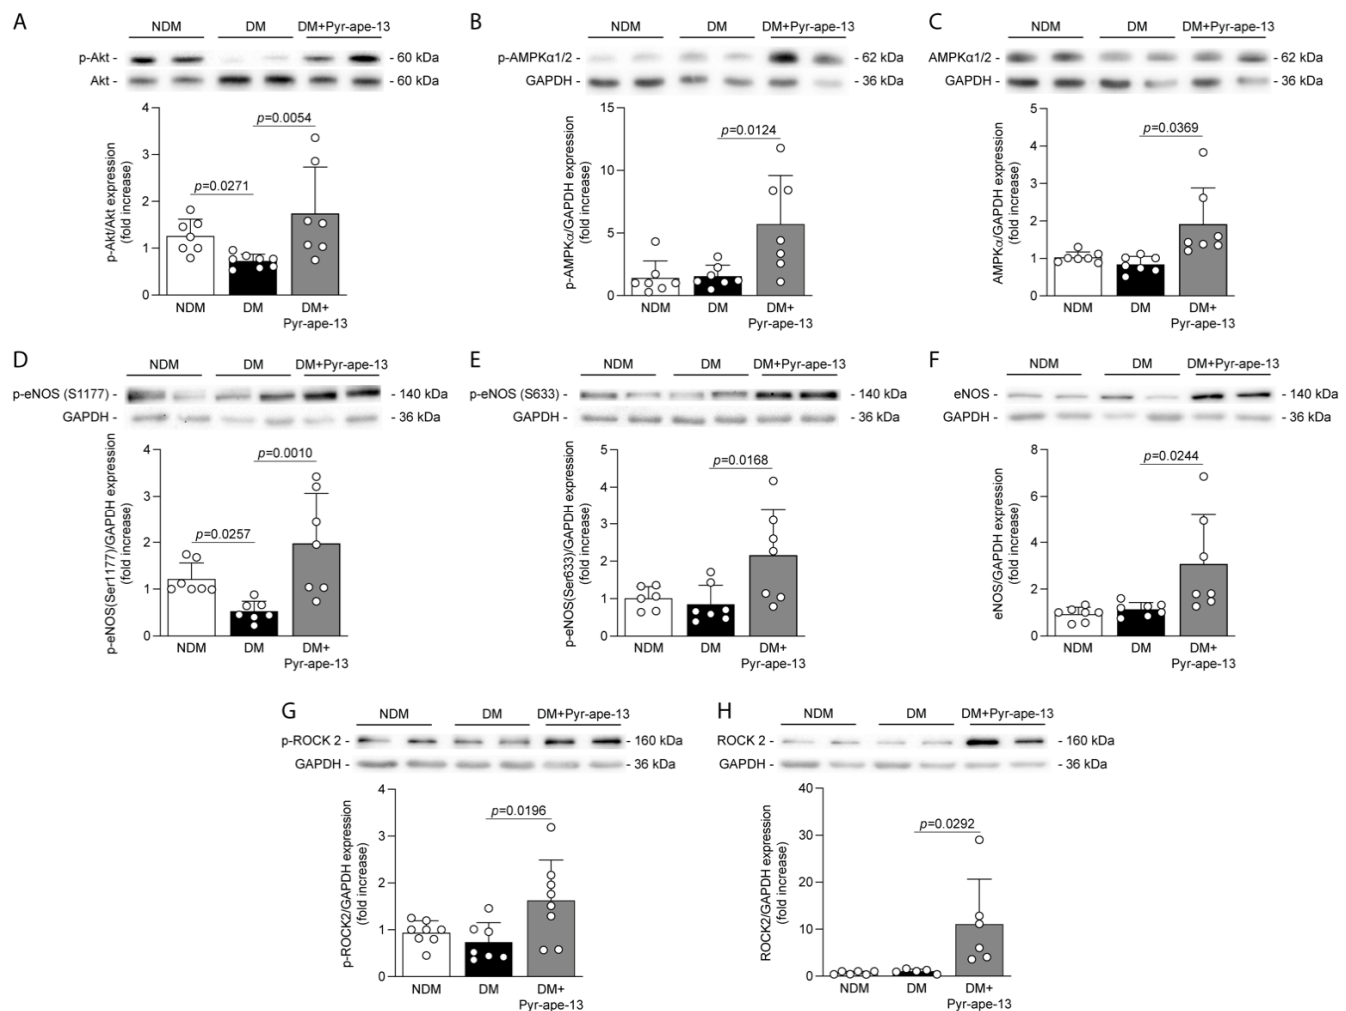 A
NDM DM DM+Pyr-ape-13
p-Akt - - 60 kDa
Akt - - 60 kDa
p-Akt/Akt expression
(fold increase)
4
3
2
1
0
p=0.0054
p=0.0271
NDM DM DM+
Pyr-ape-13
B
NDM DM DM+Pyr-ape-13
p-AMPKα1/2 - - 62 kDa
GAPDH - - 36 kDa
p-AMPKα/GAPDH expression
(fold increase)
15
10
5
0
p=0.0124
NDM DM DM+
Pyr-ape-13
C
NDM DM DM+Pyr-ape-13
AMPKα1/2 - - 62 kDa
GAPDH - - 36 kDa
AMPKα/GAPDH expression
(fold increase)
5
4
3
2
1
0
p=0.0369
NDM DM DM+
Pyr-ape-13
D
NDM DM DM+Pyr-ape-13
p-eNOS (S1177) - - 140 kDa
GAPDH - - 36 kDa
p-eNOS(Ser1177)/GAPDH expression
(fold increase)
4
3
2
1
0
p=0.0010
p=0.0257
NDM DM DM+
Pyr-ape-13
E
NDM DM DM+Pyr-ape-13
p-eNOS (S633) - - 140 kDa
GAPDH - - 36 kDa
p-eNOS(Ser633)/GAPDH expression
(fold increase)
5
4
3
2
1
0
p=0.0168
NDM DM DM+
Pyr-ape-13
F
NDM DM DM+Pyr-ape-13
eNOS - - 140 kDa
GAPDH - - 36 kDa
eNOS/GAPDH expression
(fold increase)
8
6
4
2
0
p=0.0244
NDM DM DM+
Pyr-ape-13
G
NDM DM DM+Pyr-ape-13
p-ROCK 2 - - 160 kDa
GAPDH - - 36 kDa
p-ROCK2/GAPDH expression
(fold increase)
4
3
2
1
0
p=0.0196
NDM DM DM+
Pyr-ape-13
H
NDM DM DM+Pyr-ape-13
ROCK 2 - - 160 kDa
GAPDH - - 36 kDa
ROCK2/GAPDH expression
(fold increase)
40
30
20
10
0
p=0.0292
NDM DM DM+
Pyr-ape-13